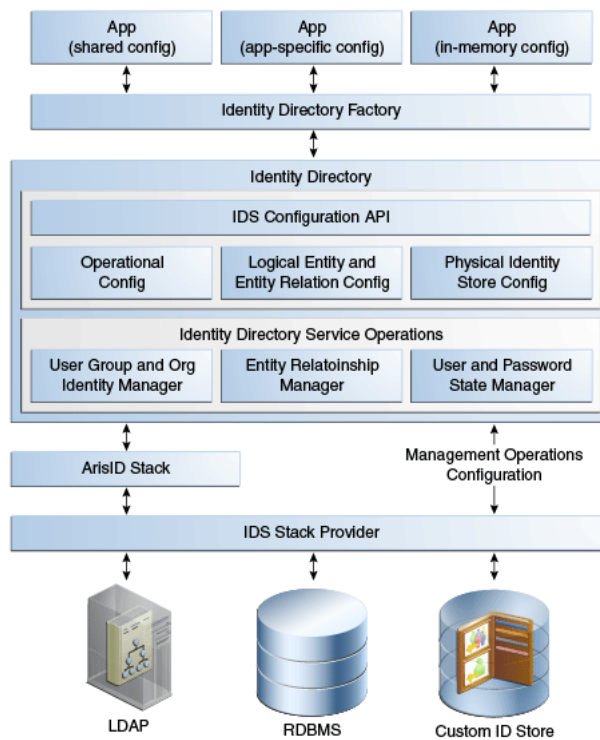 App
(shared config)
App
(app-specific config)
App
(in-memory config)
Identity Directory Factory
Identity Directory
IDS Configuration API
Operational
Config
Logical Entity and
Entity Relation Config
Physical Identity
Store Config
Identity Directory Service Operations
User Group and Org
Identity Manager
Entity Relatoinship
Manager
User and Password
State Manager
ArisID Stack
Management Operations
Configuration
IDS Stack Provider
LDAP
RDBMS
Custom ID Store